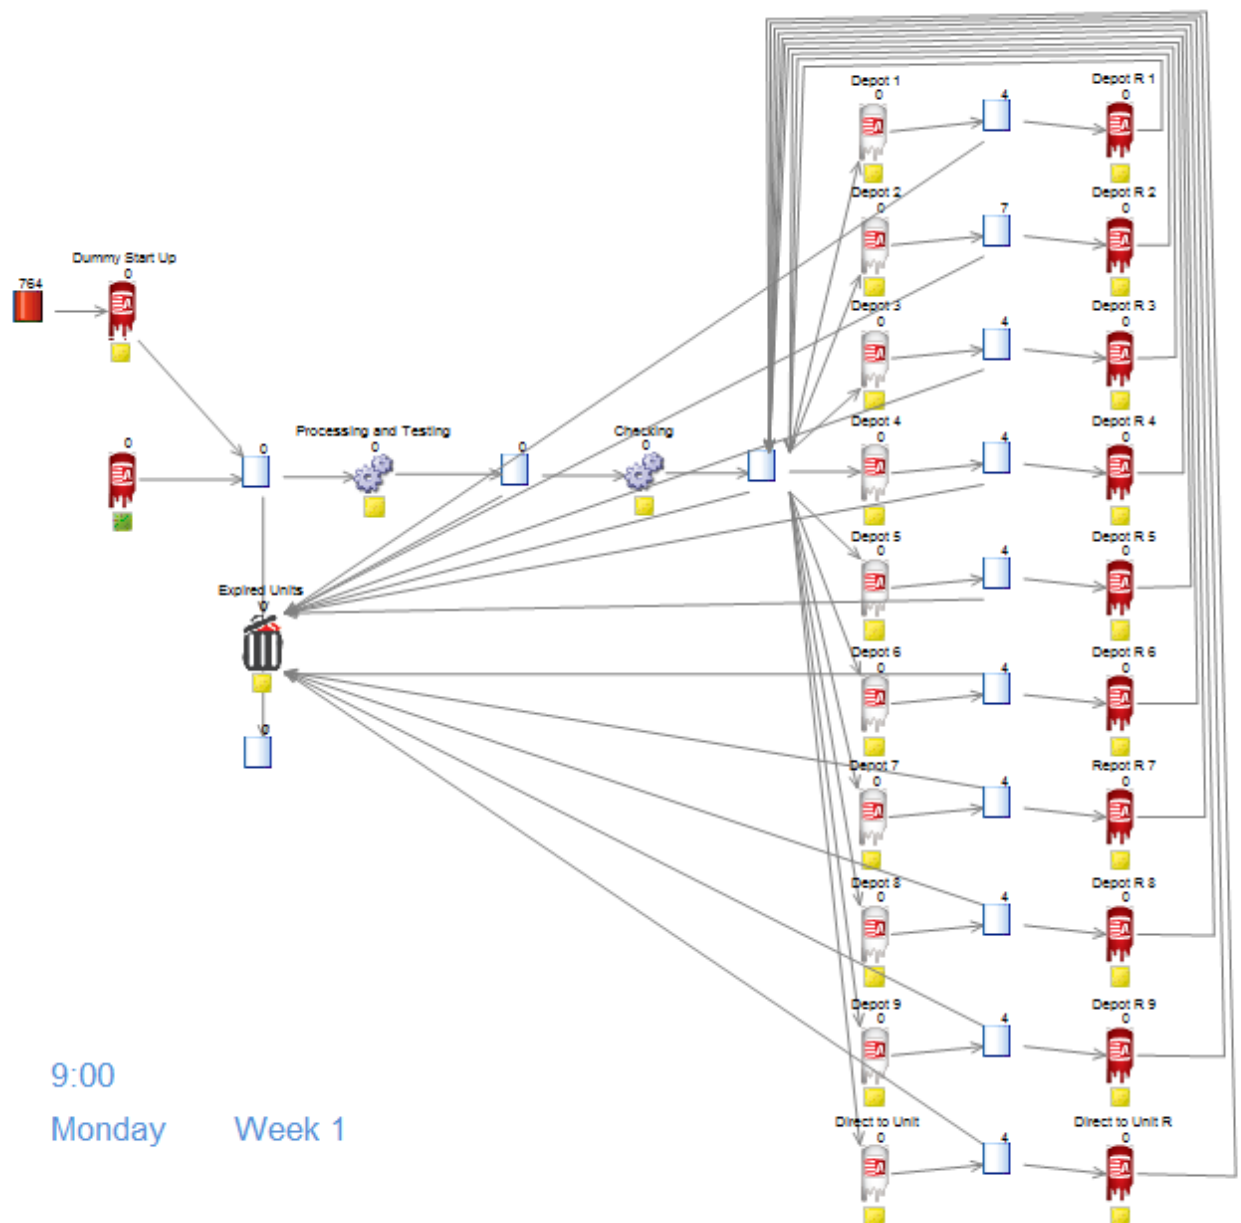 Depot 1
0
4
Depot R 1
0
Depot 2
0
7
Depot R 2
0
Dummy Start Up
0
764
Depot 3
0
4
Depot R 3
0
Depot 4
0
4
Depot R 4
0
0
0
Processing and Testing
0
0
Checking
0
Depot 5
0
4
Depot R 5
0
Expired Units
0
Depot 6
0
4
Depot R 6
0
0
Depot 7
0
4
Repot R 7
0
Depot 8
0
4
Depot R 8
0
Depot 9
0
4
Depot R 9
0
9:00
Monday Week 1
Direct to Unit
0
4
Direct to Unit R
0